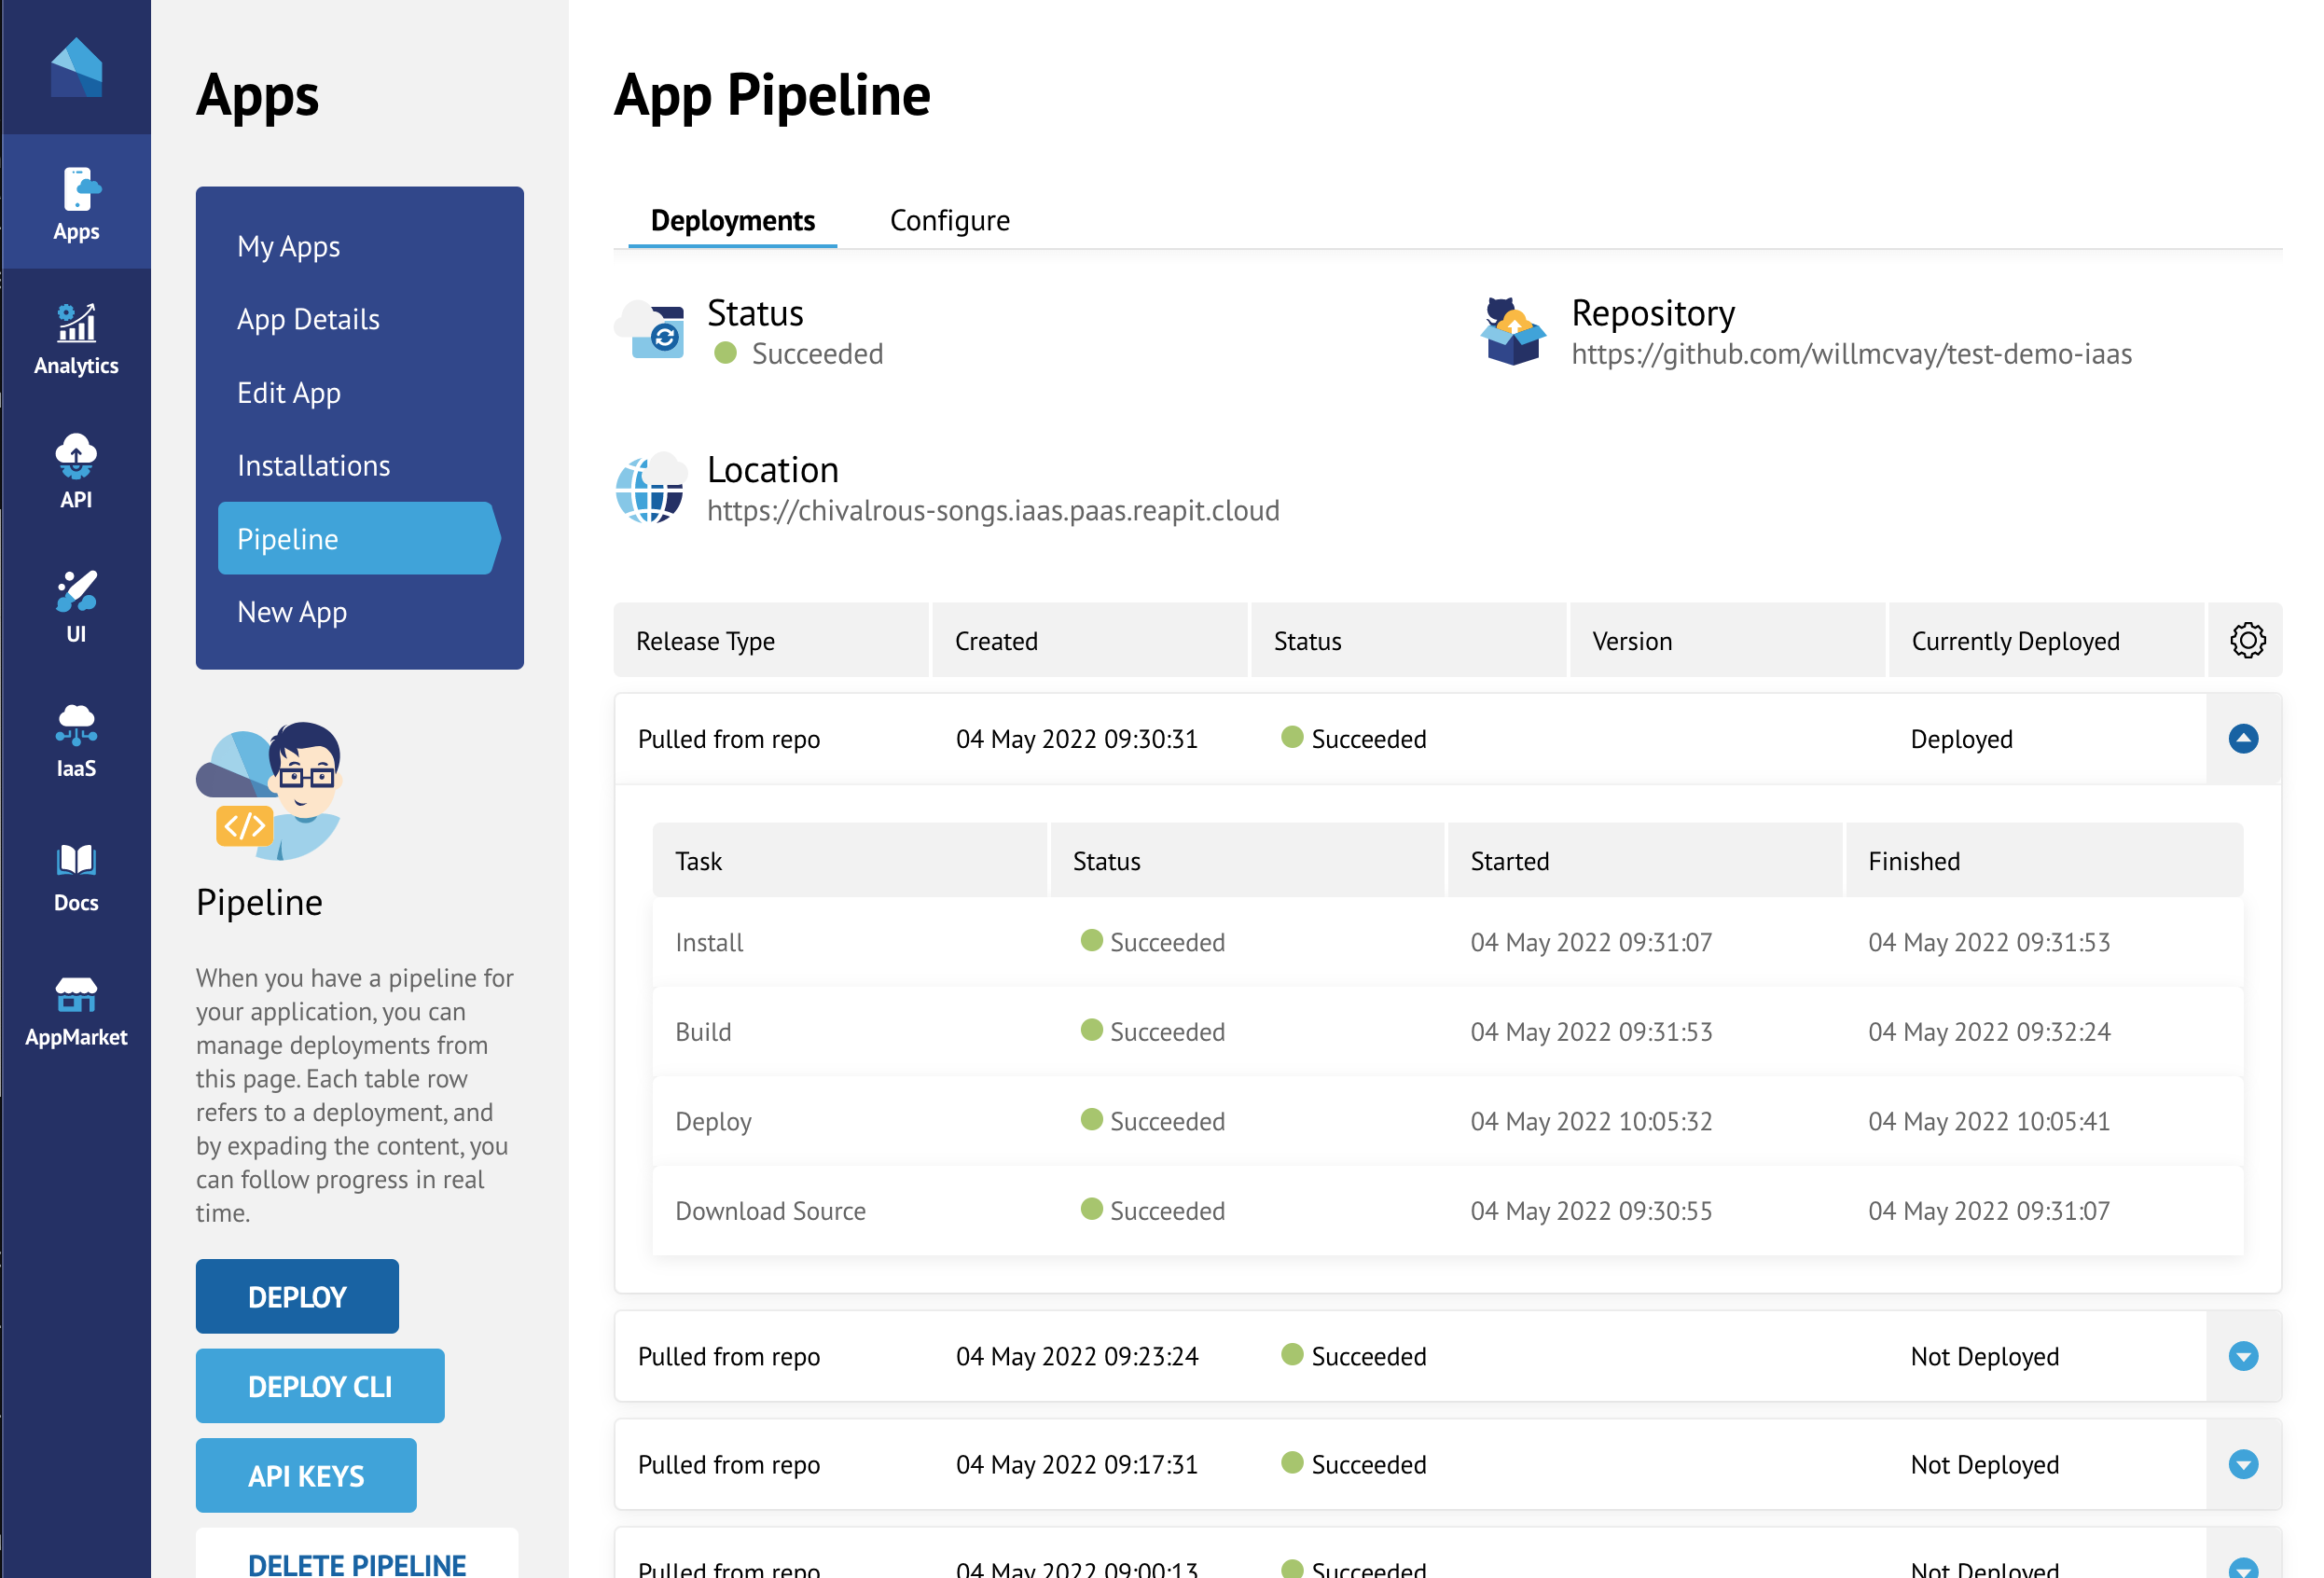 Apps
Analytics
API
UI
IaaS
Docs
AppMarket
Apps
My Apps
App Details
Edit App
Installations
Pipeline
New App
</>
Pipeline
When you have a pipeline for
your application, you can
manage deployments from
this page. Each table row
refers to a deployment, and
by expading the content, you
can follow progress in real
time.
DEPLOY
DEPLOY CLI
API KEYS
DELETE PIPELINE
App Pipeline
Deployments Configure
Status
Succeeded
Repository
https://github.com/willmcvay/test-demo-iaas
Location
https://chivalrous-songs.iaas.paas.reapit.cloud
Release Type Created Status Version Currently Deployed
Pulled from repo 04 May 2022 09:30:31 Succeeded Deployed
Task Status Started Finished
Install Succeeded 04 May 2022 09:31:07 04 May 2022 09:31:53
Build Succeeded 04 May 2022 09:31:53 04 May 2022 09:32:24
Deploy Succeeded 04 May 2022 10:05:32 04 May 2022 10:05:41
Download Source Succeeded 04 May 2022 09:30:55 04 May 2022 09:31:07
Pulled from repo 04 May 2022 09:23:24 Succeeded Not Deployed
Pulled from repo 04 May 2022 09:17:31 Succeeded Not Deployed
Pulled from repo 04 May 2022 09:00:13 Succeeded Not Deployed